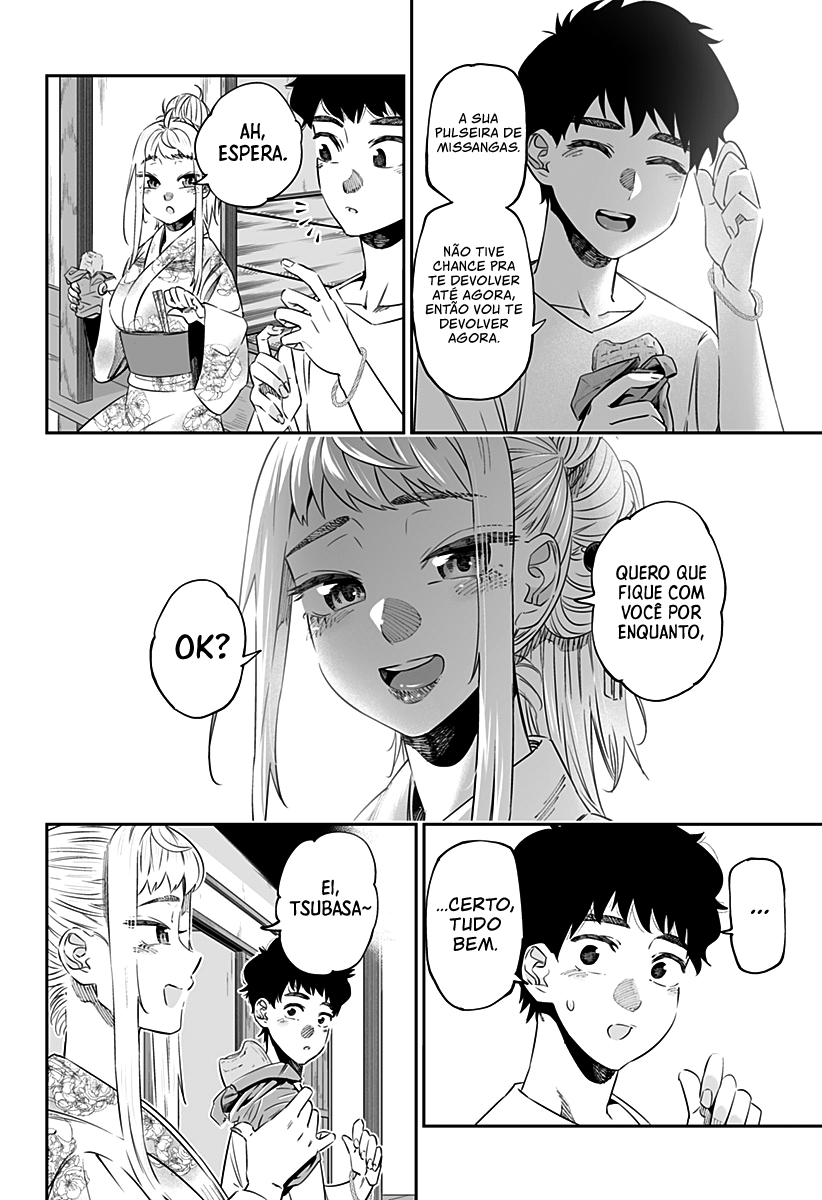 A SUA
PULSEIRA DE
MISSANGAS.
NÃO TIVE
CHANCE PRA
TE DEVOLVER
ATÉ AGORA,
ENTÃO VOU TE
DEVOLVER
AGORA.
AH,
ESPERA.
QUERO QUE
FIQUE COM
VOCÊ POR
ENQUANTO,
OK?
...
...CERTO,
TUDO
BEM.
EI,
TSUBASA~